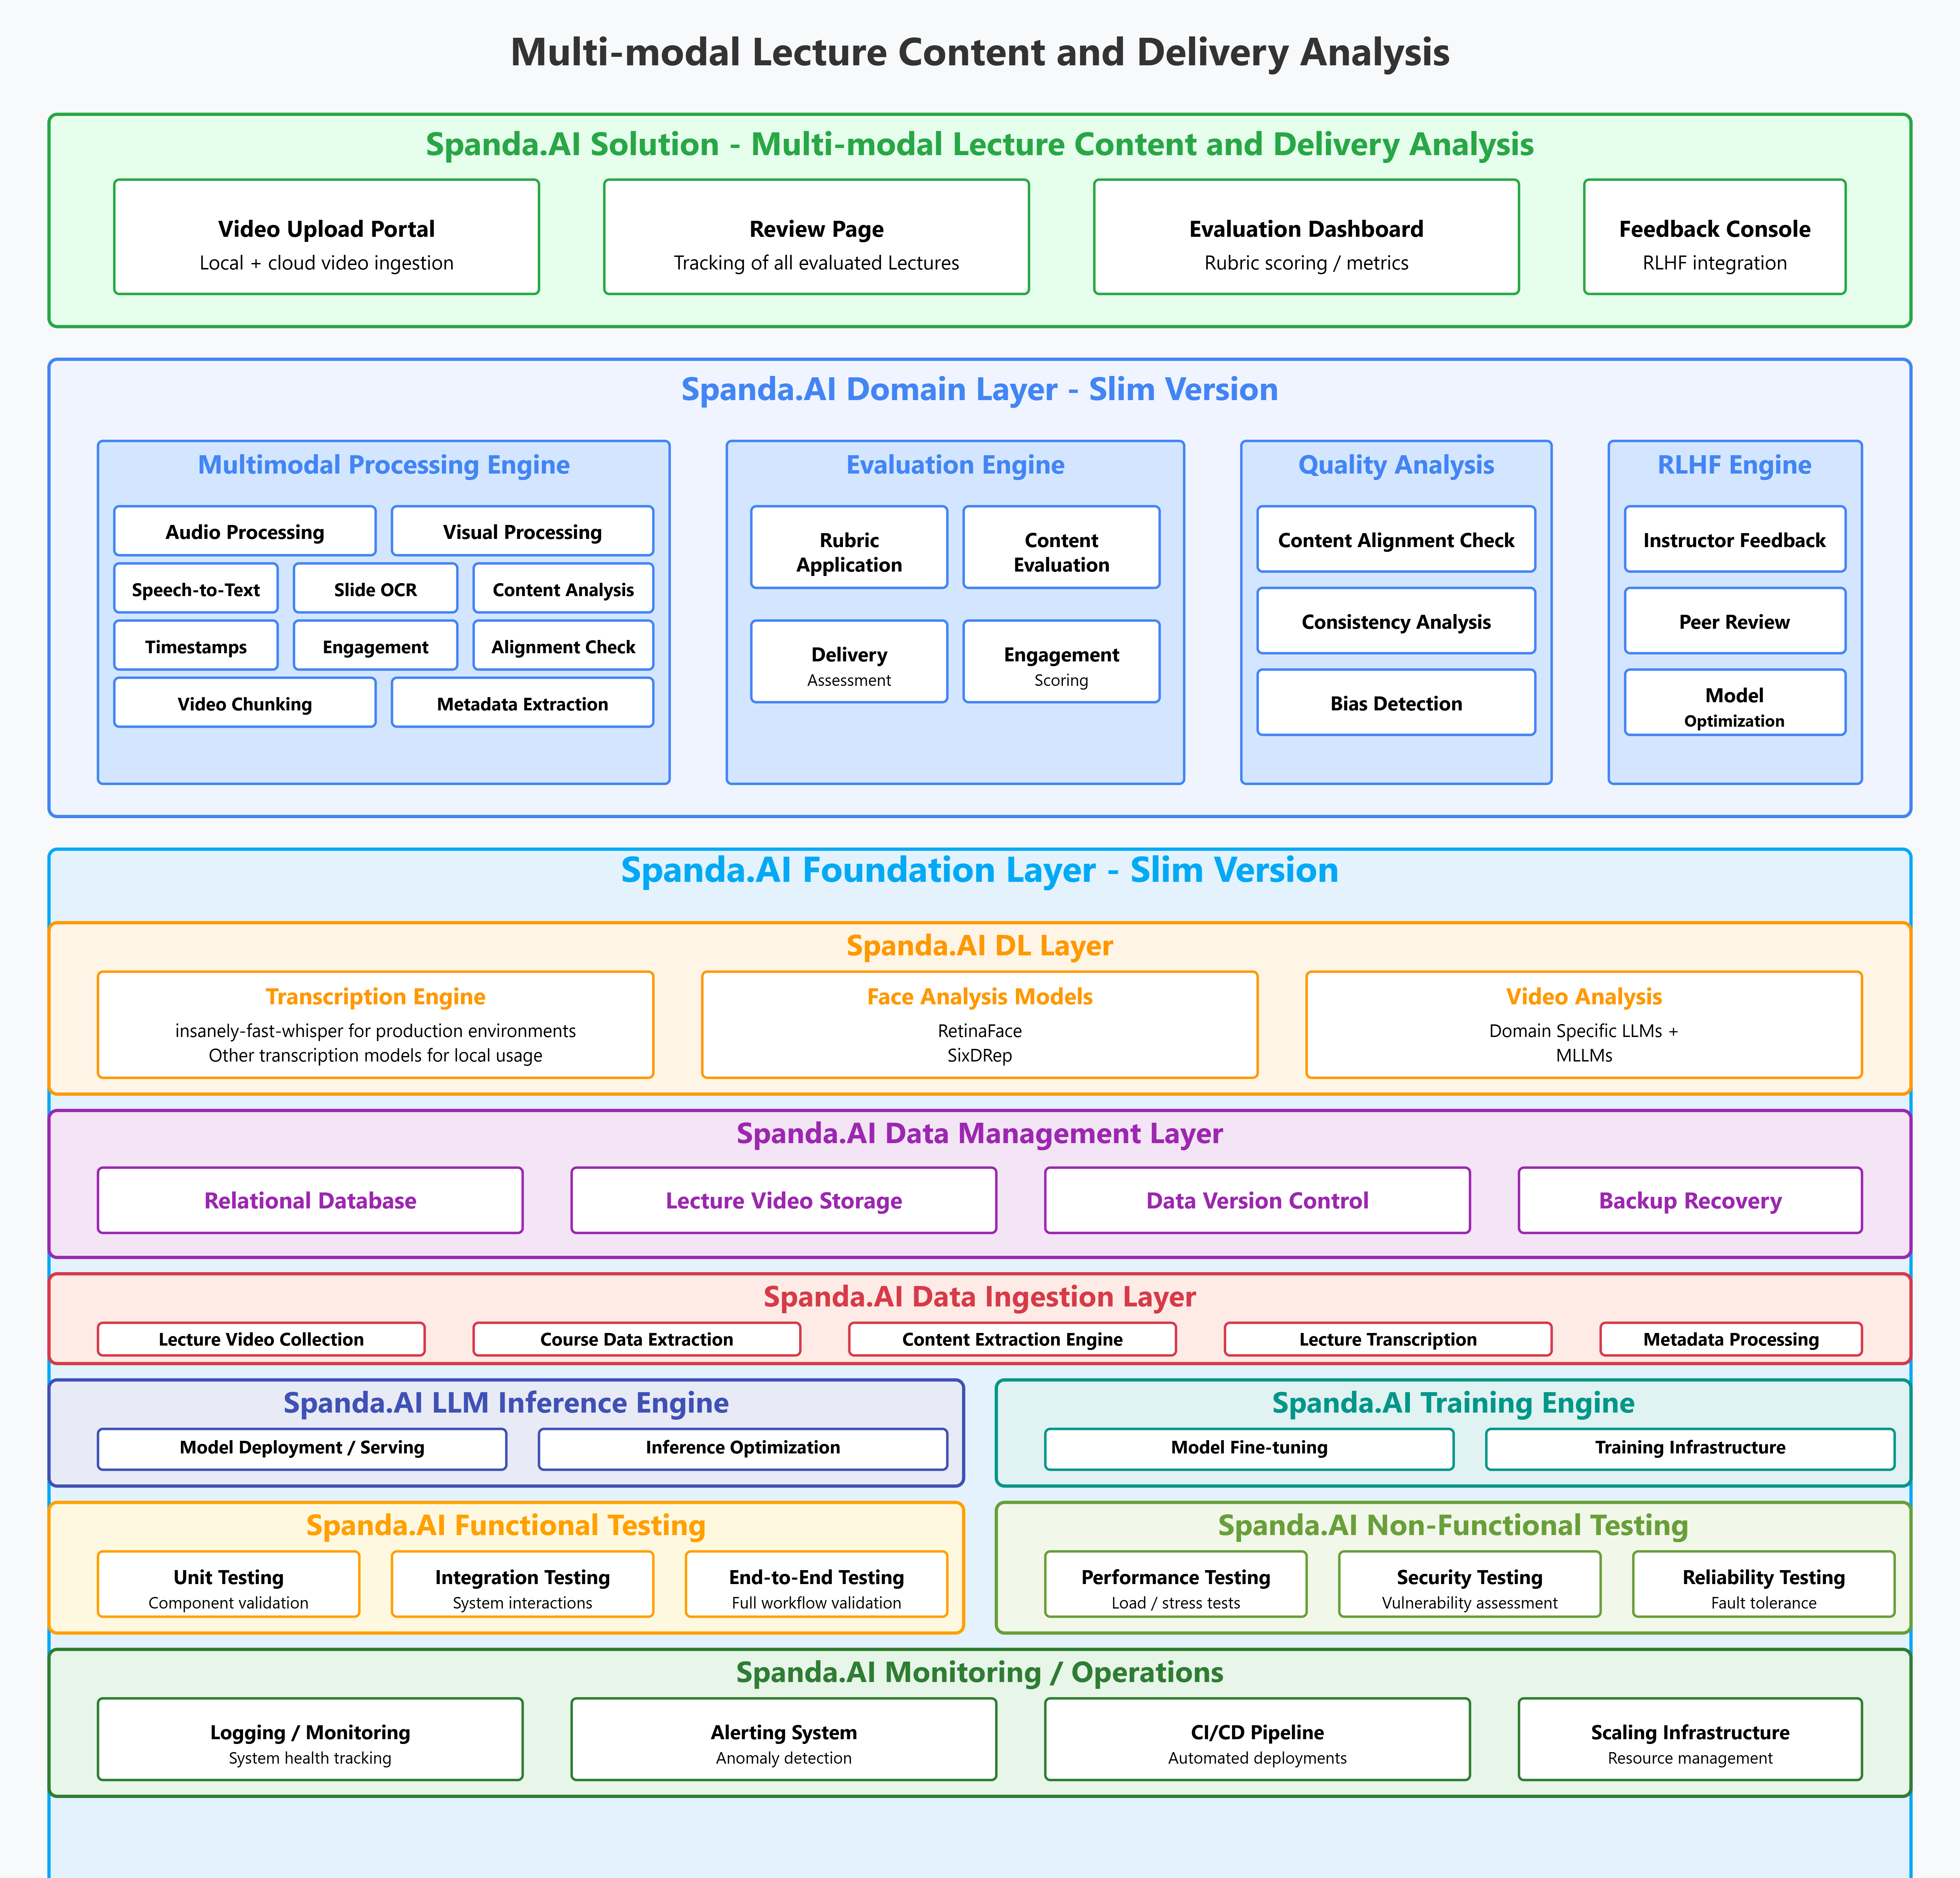 Multi-modal Lecture Content and Delivery Analysis
Spanda.AI Solution - Multi-modal Lecture Content and Delivery Analysis
Video Upload Portal
Local + cloud video ingestion
Review Page
Tracking of all evaluated Lectures
Evaluation Dashboard
Rubric scoring / metrics
Feedback Console
RLHF integration
Spanda.AI Domain Layer - Slim Version
Multimodal Processing Engine
Audio Processing
Visual Processing
Speech-to-Text
Slide OCR
Content Analysis
Timestamps
Engagement
Alignment Check
Video Chunking
Metadata Extraction
Evaluation Engine
Rubric
Application
Content
Evaluation
Delivery
Assessment
Engagement
Scoring
Quality Analysis
Content Alignment Check
Consistency Analysis
Bias Detection
RLHF Engine
Instructor Feedback
Peer Review
Model
Optimization
Spanda.AI Foundation Layer - Slim Version
Spanda.AI DL Layer
Transcription Engine
insanely-fast-whisper for production environments
Other transcription models for local usage
Face Analysis Models
RetinaFace
SixDRep
Video Analysis
Domain Specific LLMs +
MLLMs
Spanda.AI Data Management Layer
Relational Database
Lecture Video Storage
Data Version Control
Backup Recovery
Spanda.AI Data Ingestion Layer
Lecture Video Collection
Course Data Extraction
Content Extraction Engine
Lecture Transcription
Metadata Processing
Spanda.AI LLM Inference Engine
Model Deployment / Serving
Inference Optimization
Spanda.AI Training Engine
Model Fine-tuning
Training Infrastructure
Spanda.AI Functional Testing
Unit Testing
Component validation
Integration Testing
System interactions
End-to-End Testing
Full workflow validation
Spanda.AI Non-Functional Testing
Performance Testing
Load / stress tests
Security Testing
Vulnerability assessment
Reliability Testing
Fault tolerance
Spanda.AI Monitoring / Operations
Logging / Monitoring
System health tracking
Alerting System
Anomaly detection
CI/CD Pipeline
Automated deployments
Scaling Infrastructure
Resource management